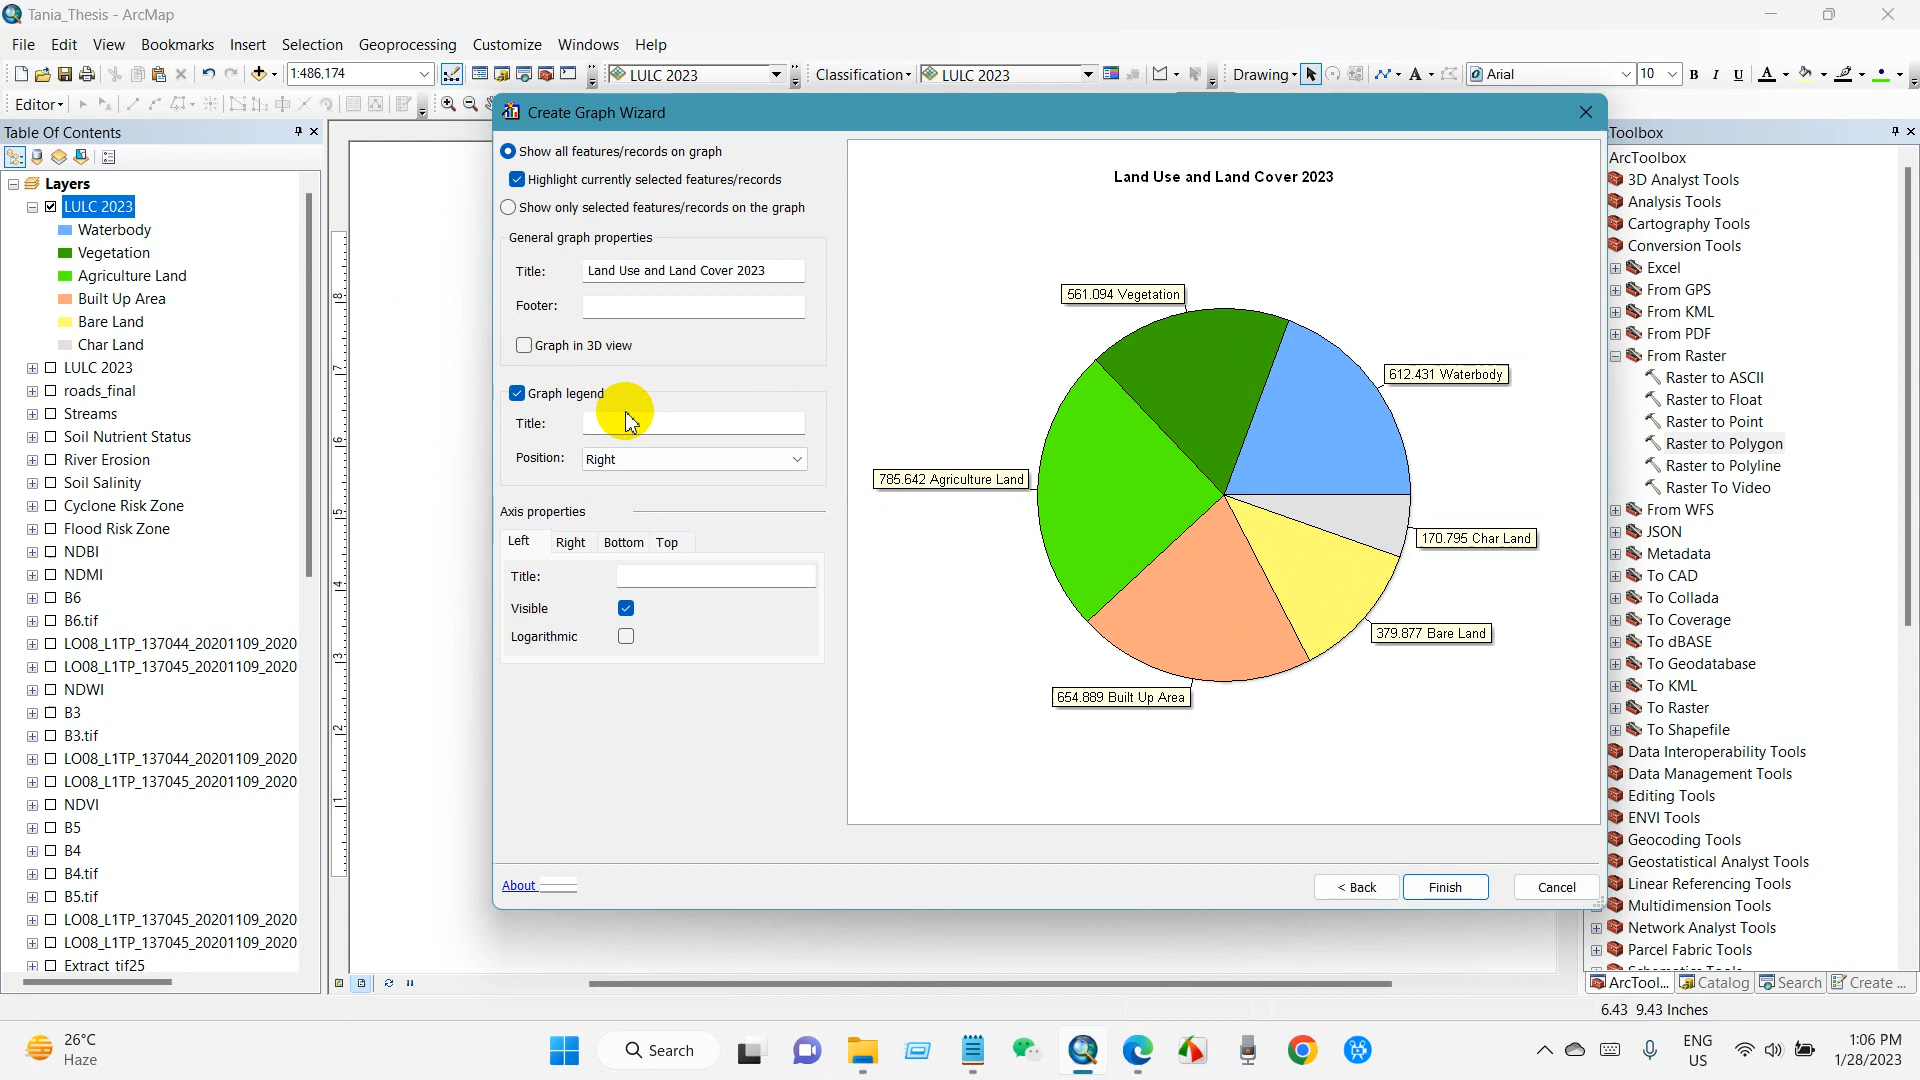 Tania_Thesis - ArcMap
File Edit View Bookmarks Insert Selection Geoprocessing Customize Windows Help
1:486,174 LULC 2023 Classification LULC 2023 Drawing Arial 10 B I U A
Editor
Table Of Contents
Layers
LULC 2023
Waterbody
Vegetation
Agriculture Land
Built Up Area
Bare Land
Char Land
LULC 2023
roads_final
Streams
Soil Nutrient Status
River Erosion
Soil Salinity
Cyclone Risk Zone
Flood Risk Zone
NDBI
NDMI
B6
B6.tif
LO08_L1TP_137044_20201109_2020
LO08_L1TP_137045_20201109_2020
NDWI
B3
B3.tif
LO08_L1TP_137044_20201109_2020
LO08_L1TP_137045_20201109_2020
NDVI
B5
B4
B4.tif
B5.tif
LO08_L1TP_137045_20201109_2020
LO08_L1TP_137045_20201109_2020
Extract_tif25
Create Graph Wizard
Show all features/records on graph
Highlight currently selected features/records
Show only selected features/records on the graph
General graph properties
Title: Land Use and Land Cover 2023
Footer:
Graph in 3D view
Graph legend
Title:
Position: Right
Axis properties
Left Right Bottom Top
Title:
Visible
Logarithmic
Land Use and Land Cover 2023
561.094 Vegetation
612.431 Waterbody
785.642 Agriculture Land
170.795 Char Land
379.877 Bare Land
654.889 Built Up Area
About
< Back Finish Cancel
Toolbox
ArcToolbox
3D Analyst Tools
Analysis Tools
Cartography Tools
Conversion Tools
Excel
From GPS
From KML
From PDF
From Raster
Raster to ASCII
Raster to Float
Raster to Point
Raster to Polygon
Raster to Polyline
Raster To Video
From WFS
JSON
Metadata
To CAD
To Collada
To Coverage
To dBASE
To Geodatabase
To KML
To Raster
To Shapefile
Data Interoperability Tools
Data Management Tools
Editing Tools
ENVI Tools
Geocoding Tools
Geostatistical Analyst Tools
Linear Referencing Tools
Multidimension Tools
Network Analyst Tools
Parcel Fabric Tools
ArcTool... Catalog Search Create ...
6.43 9.43 Inches
26°C
Haze
Search
ENG
US
1:06 PM
1/28/2023